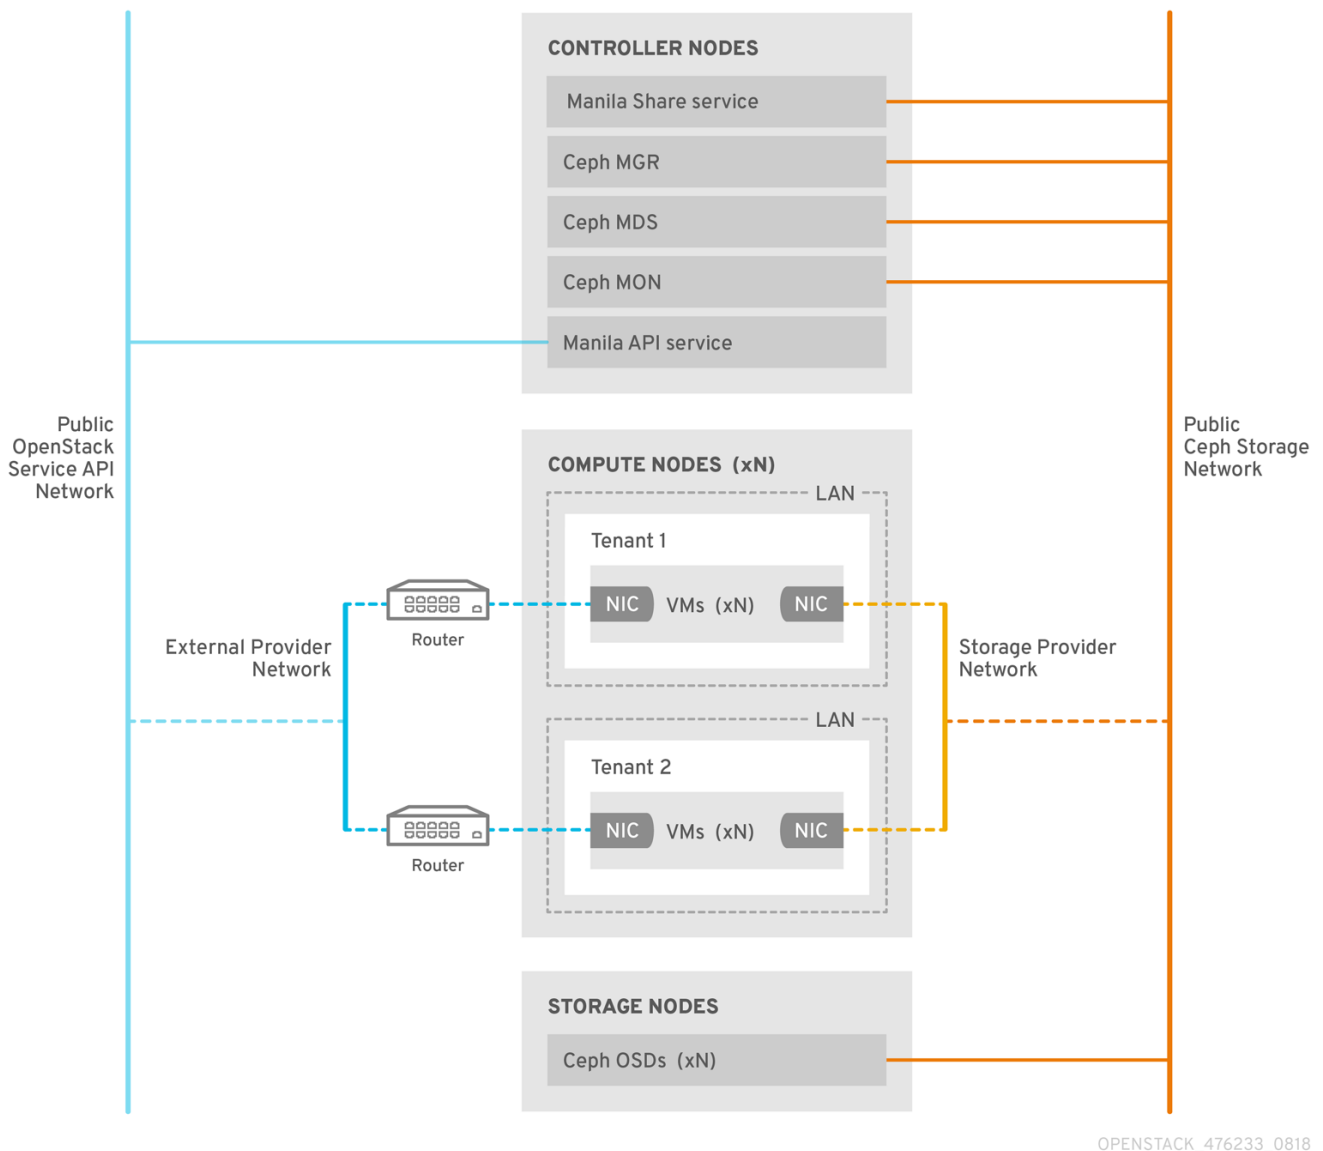 CONTROLLER NODES
Manila Share service
Ceph MGR
Ceph MDS
Ceph MON
Manila API service
Public
OpenStack
Service API
Network
Public
Ceph Storage
Network
COMPUTE NODES (xN)
LAN
Tenant 1
NIC VMs (xN) NIC
Router
External Provider
Network
Storage Provider
Network
LAN
Tenant 2
NIC VMs (xN) NIC
Router
STORAGE NODES
Ceph OSDs (xN)
OPENSTACK 476233 0818